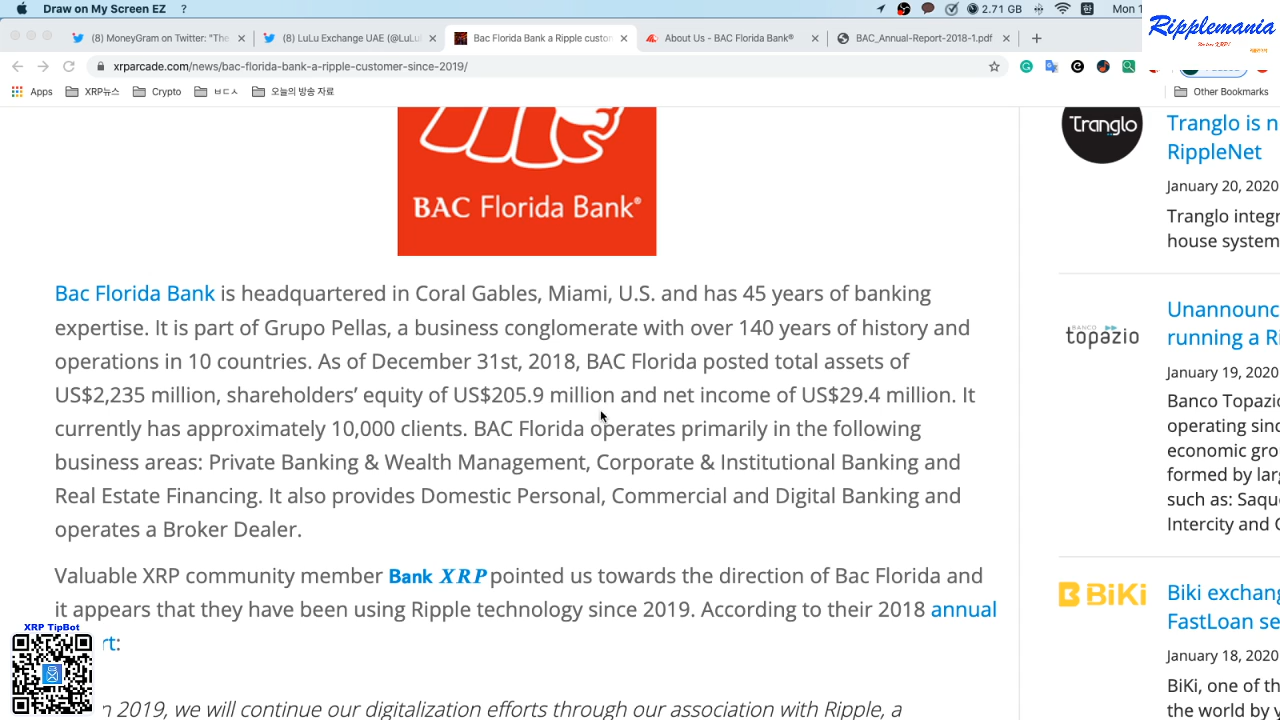 Draw on My Screen EZ ?
2.71 GB
Mon 1
Ripplemania
(8) MoneyGram on Twitter: "The
(8) LuLu Exchange UAE (@LuLu
Bac Florida Bank a Ripple custom
About Us - BAC Florida Bank®
BAC_Annual-Report-2018-1.pdf
xrparcade.com/news/bac-florida-bank-a-ripple-customer-since-2019/
Apps
XRP뉴스
Crypto
ㅂㄷㅅ
오늘의 방송 자료
Other Bookmarks
BAC Florida Bank®
Bac Florida Bank is headquartered in Coral Gables, Miami, U.S. and has 45 years of banking
expertise. It is part of Grupo Pellas, a business conglomerate with over 140 years of history and
operations in 10 countries. As of December 31st, 2018, BAC Florida posted total assets of
US$2,235 million, shareholders’ equity of US$205.9 million and net income of US$29.4 million. It
currently has approximately 10,000 clients. BAC Florida operates primarily in the following
business areas: Private Banking & Wealth Management, Corporate & Institutional Banking and
Real Estate Financing. It also provides Domestic Personal, Commercial and Digital Banking and
operates a Broker Dealer.
Valuable XRP community member Bank XRP pointed us towards the direction of Bac Florida and
it appears that they have been using Ripple technology since 2019. According to their 2018 annual
rt:
XRP TipBot
n 2019, we will continue our digitalization efforts through our association with Ripple, a
Tranglo
Tranglo is n
RippleNet
January 20, 2020
Tranglo integr
house system
BANCO
topazio
Unannounc
running a Ri
January 19, 2020
Banco Topazio
operating sinc
economic gro
formed by larg
such as: Saqu
Intercity and C
BiKi
Biki exchang
FastLoan se
January 18, 2020
BiKi, one of th
the world by v